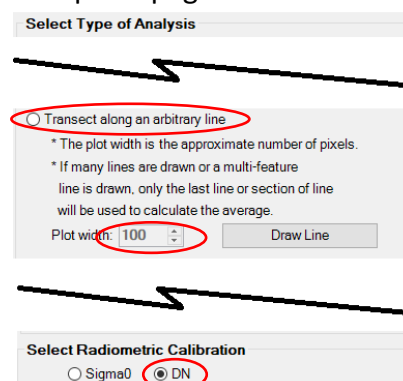 Select Type of Analysis
Transect along an arbitrary line
* The plot width is the approximate number of pixels.
* If many lines are drawn or a multi-feature
line is drawn, only the last line or section of line
will be used to calculate the average.
Plot width: 100 Draw Line
Select Radiometric Calibration
Sigma0 DN